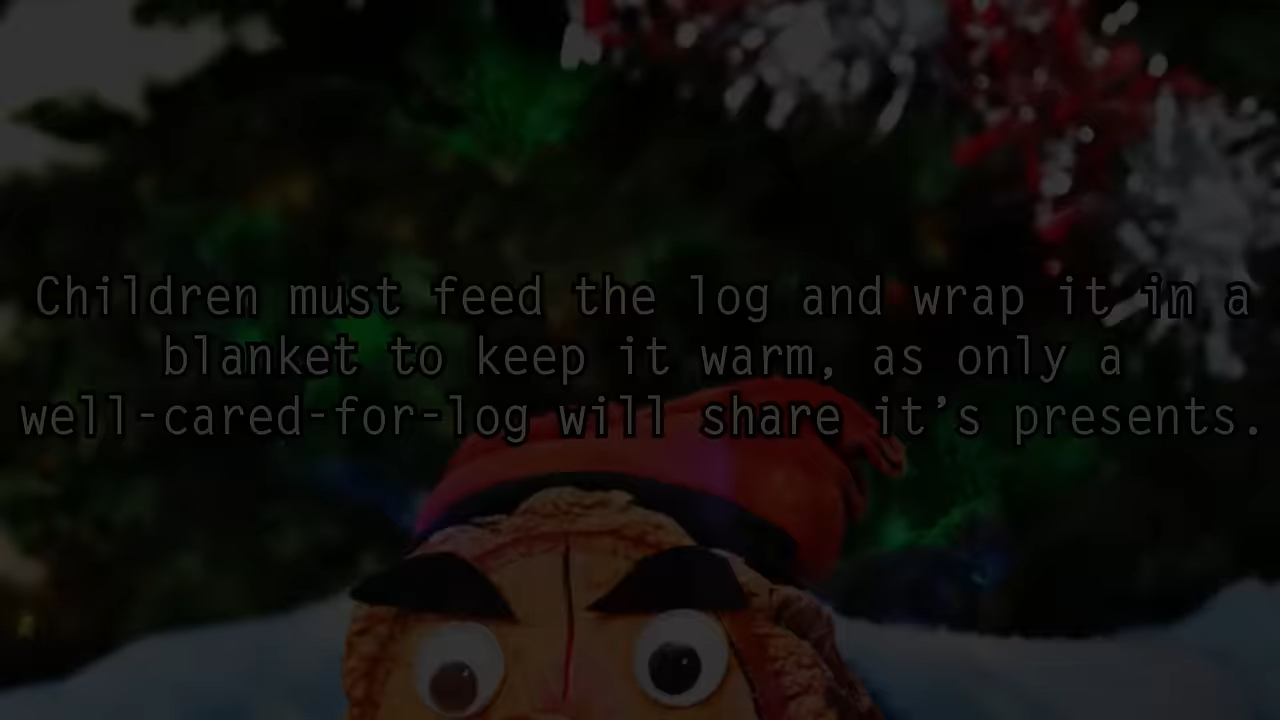 Children must feed the log and wrap it in a
blanket to keep it warm, as only a
well-cared-for-log will share it’s presents.